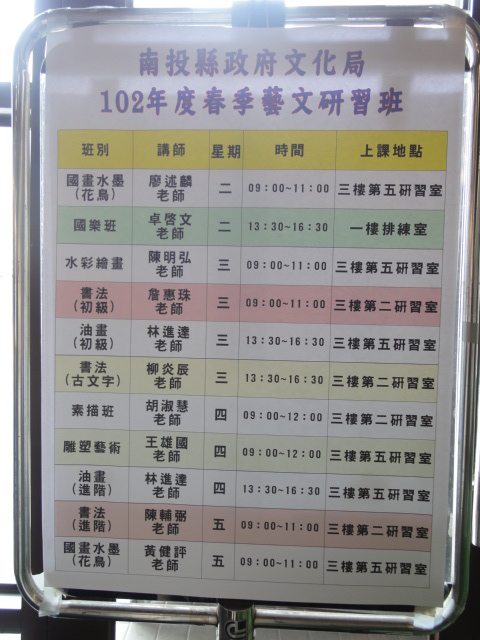 南投縣政府文化局
102年度春季藝文研習班
班別 講師 星期 時間 上課地點
國畫水墨(花鳥) 廖述麟老師 二 09:00~11:00 三樓第五研習室
國樂班 卓啓文老師 二 13:30~16:30 一樓排練室
水彩繪畫 陳明弘老師 三 09:00~11:00 三樓第五研習室
書法(初級) 詹惠珠老師 三 09:00~11:00 三樓第二研習室
油畫(初級) 林進達老師 三 13:30~16:30 三樓第五研習室
書法(古文字) 柳炎辰老師 三 13:30~16:30 三樓第二研習室
素描班 胡淑慧老師 四 09:00~12:00 三樓第二研習室
雕塑藝術 王雄國老師 四 09:00~12:00 三樓第五研習室
油畫(進階) 林進達老師 四 13:30~16:30 三樓第五研習室
書法(進階) 陳輔弼老師 五 09:00~11:00 三樓第二研習室
國畫水墨(花鳥) 黃健評老師 五 09:00~11:00 三樓第五研習室